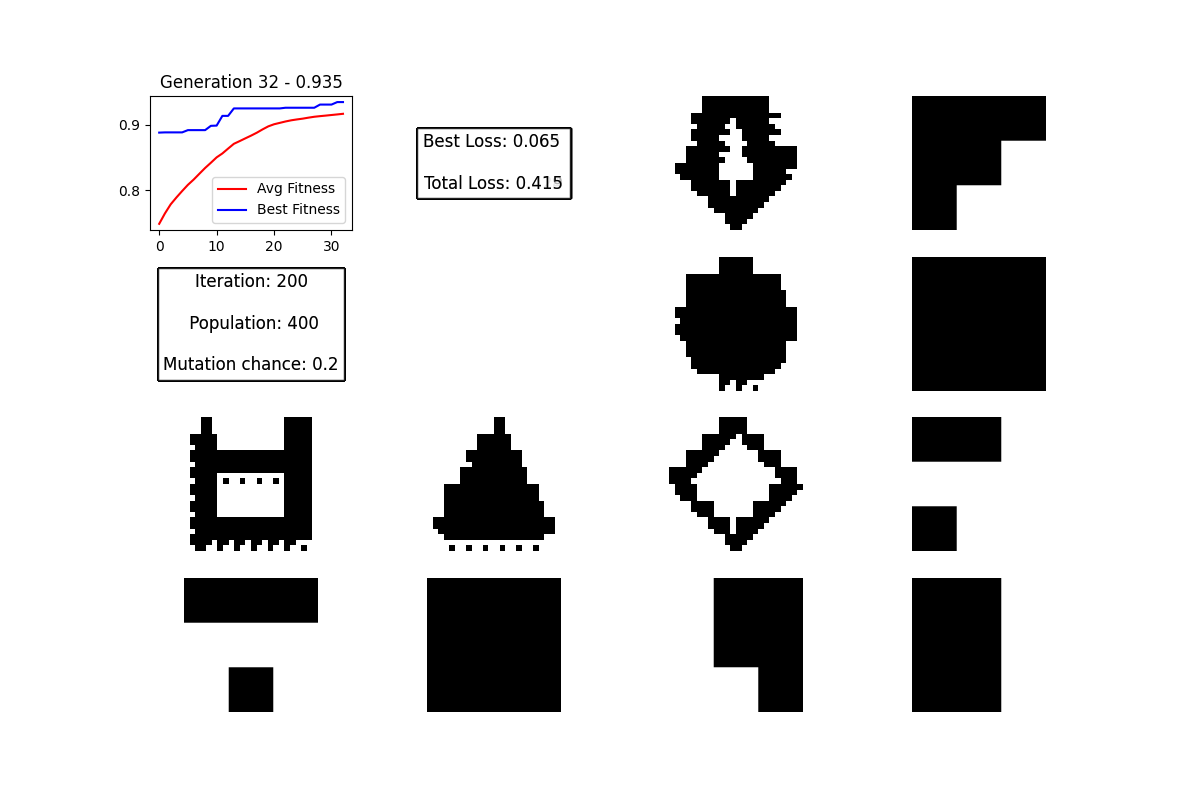 Generation 32 - 0.935
0.9
0.8
Avg Fitness
Best Fitness
0 10 20 30
Best Loss: 0.065
Total Loss: 0.415
Iteration: 200
Population: 400
Mutation chance: 0.2